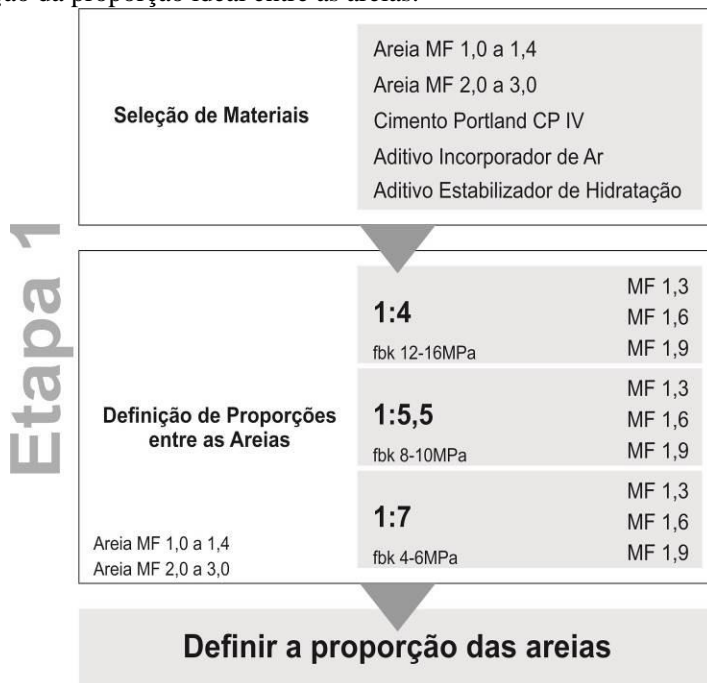 ção da proporção ideal entre as areias.
Etapa 1
Seleção de Materiais
Areia MF 1,0 a 1,4
Areia MF 2,0 a 3,0
Cimento Portland CP IV
Aditivo Incorporador de Ar
Aditivo Estabilizador de Hidratação
Definição de Proporções
entre as Areias
Areia MF 1,0 a 1,4
Areia MF 2,0 a 3,0
1:4
fbk 12-16MPa
MF 1,3
MF 1,6
MF 1,9
1:5,5
fbk 8-10MPa
MF 1,3
MF 1,6
MF 1,9
1:7
fbk 4-6MPa
MF 1,3
MF 1,6
MF 1,9
Definir a proporção das areias